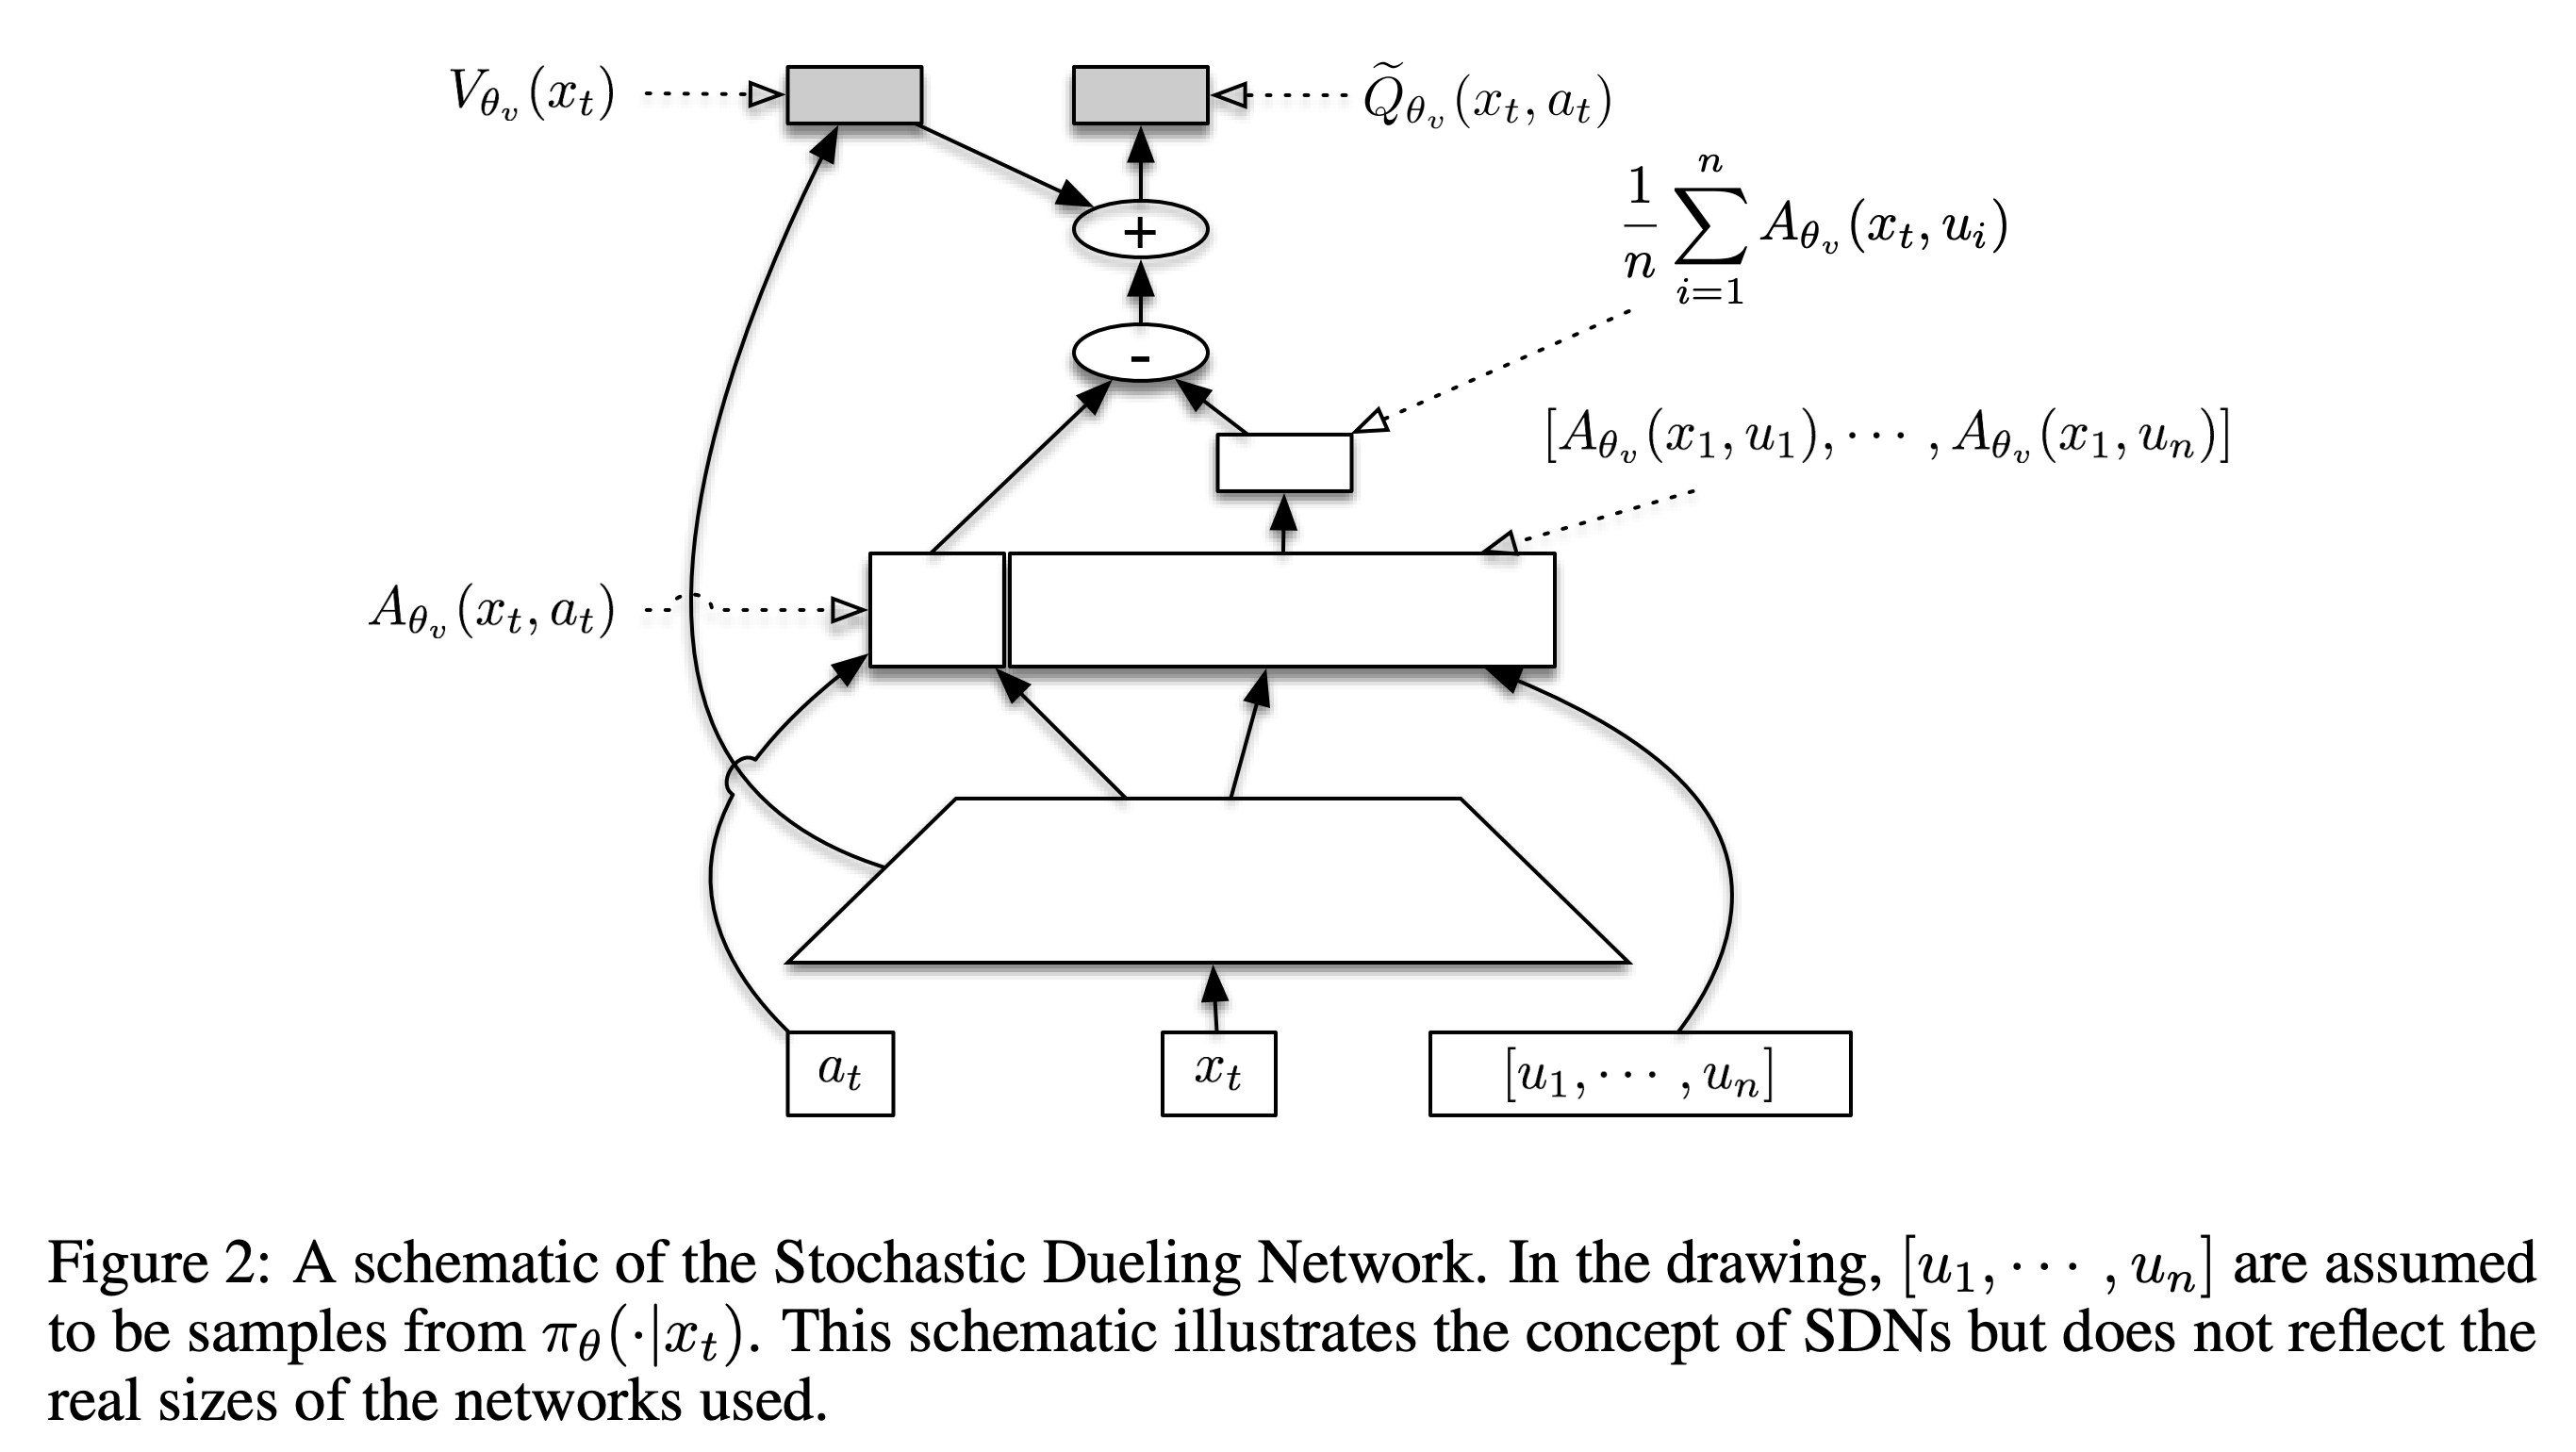 $V_{\theta_v}(x_t)$
$\widetilde{Q}_{\theta_v}(x_t, a_t)$
$\frac{1}{n}\sum_{i=1}^{n} A_{\theta_v}(x_t, u_i)$
+
-
$[A_{\theta_v}(x_1, u_1), \cdots, A_{\theta_v}(x_1, u_n)]$
$A_{\theta_v}(x_t, a_t)$
$a_t$
$x_t$
$[u_1, \cdots, u_n]$
Figure 2: A schematic of the Stochastic Dueling Network. In the drawing, $[u_1, \cdots, u_n]$ are assumed
to be samples from $\pi_\theta(\cdot|x_t)$. This schematic illustrates the concept of SDNs but does not reflect the
real sizes of the networks used.